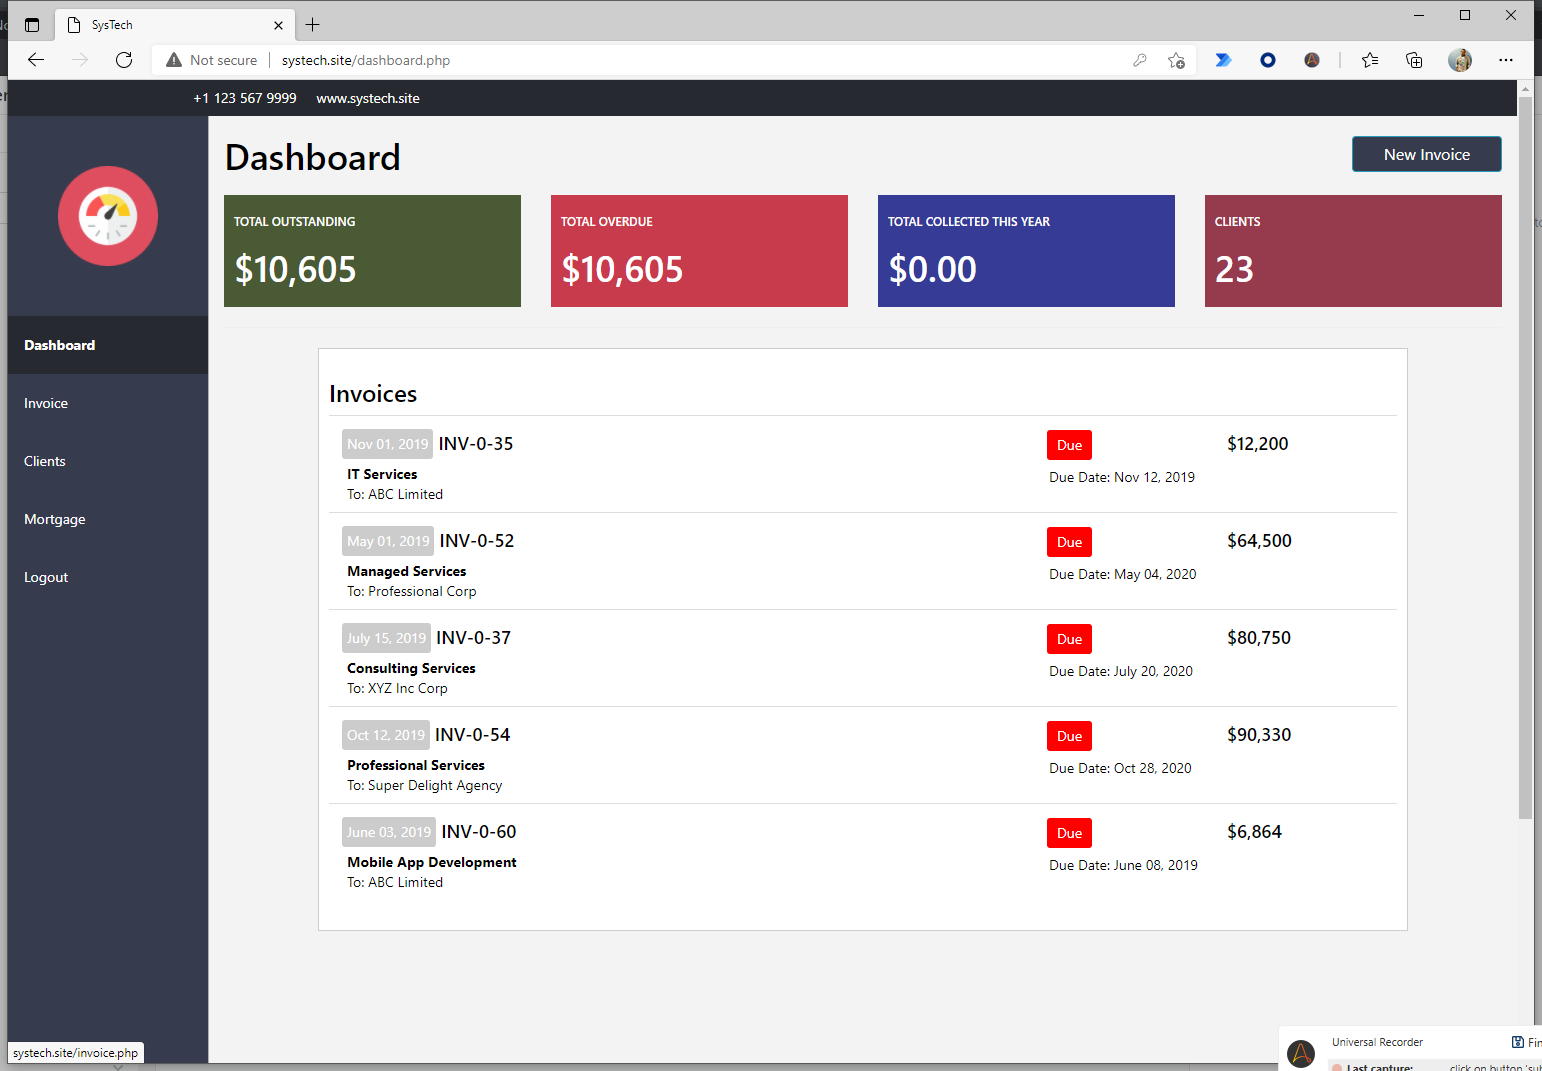 SysTech
Not secure systech.site/dashboard.php
+1 123 567 9999 www.systech.site
Dashboard
New Invoice
TOTAL OUTSTANDING
$10,605
TOTAL OVERDUE
$10,605
TOTAL COLLECTED THIS YEAR
$0.00
CLIENTS
23
Dashboard
Invoice
Clients
Mortgage
Logout
Invoices
Nov 01, 2019 INV-0-35 Due $12,200
IT Services Due Date: Nov 12, 2019
To: ABC Limited
May 01, 2019 INV-0-52 Due $64,500
Managed Services Due Date: May 04, 2020
To: Professional Corp
July 15, 2019 INV-0-37 Due $80,750
Consulting Services Due Date: July 20, 2020
To: XYZ Inc Corp
Oct 12, 2019 INV-0-54 Due $90,330
Professional Services Due Date: Oct 28, 2020
To: Super Delight Agency
June 03, 2019 INV-0-60 Due $6,864
Mobile App Development Due Date: June 08, 2019
To: ABC Limited
systech.site/invoice.php
Universal Recorder
Last capture: click on button